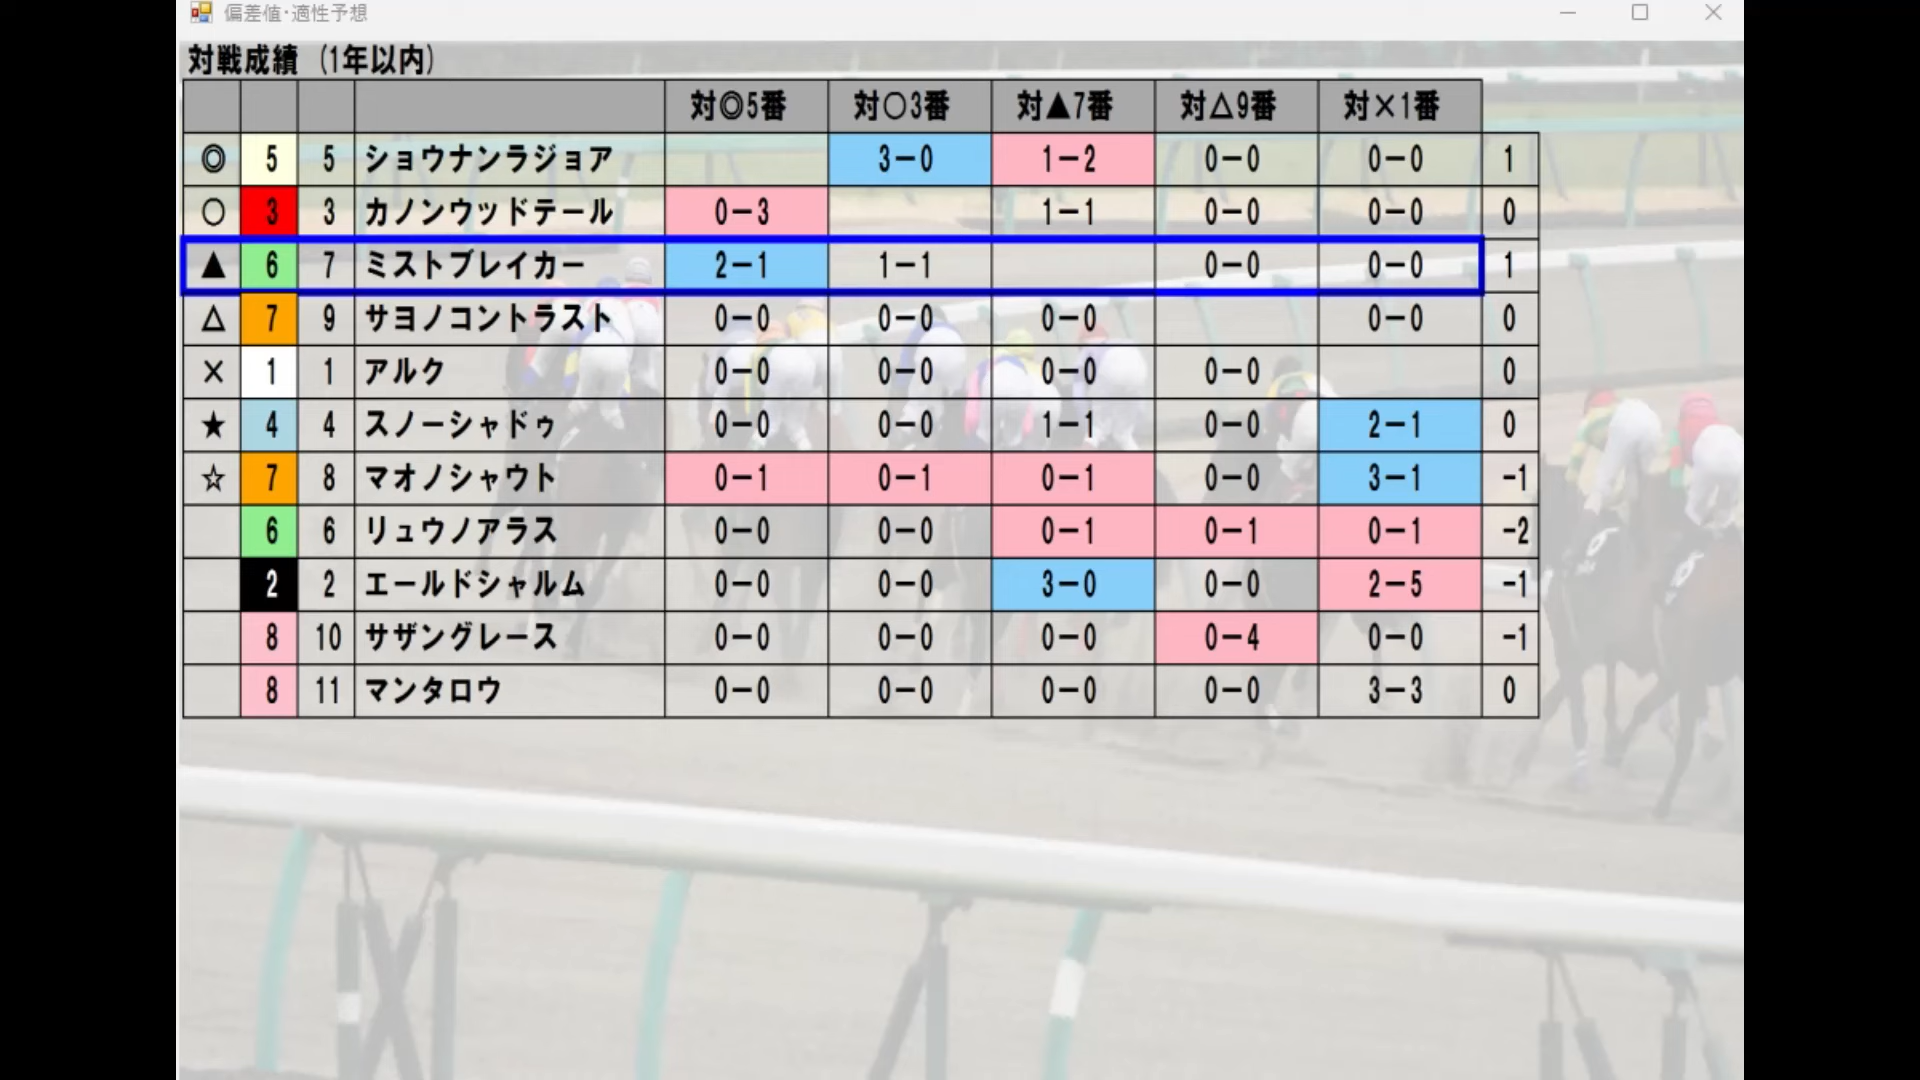 偏差値・適性予想
対戦成績 (1年以内)
対◎5番 対○3番 対▲7番 対△9番 対×1番
◎ 5 5 ショウナンラジョア 3-0 1-2 0-0 0-0 1
○ 3 3 カノンウッドテール 0-3 1-1 0-0 0-0 0
▲ 6 7 ミストブレイカー 2-1 1-1 0-0 0-0 1
△ 7 9 サヨノコントラスト 0-0 0-0 0-0 0-0 0
× 1 1 アルク 0-0 0-0 0-0 0-0 0
★ 4 4 スノーシャドゥ 0-0 0-0 1-1 0-0 2-1 0
☆ 7 8 マオノシャウト 0-1 0-1 0-1 0-0 3-1 -1
6 6 リュウノアラス 0-0 0-0 0-1 0-1 0-1 -2
2 2 エールドシャルム 0-0 0-0 3-0 0-0 2-5 -1
8 10 サザングレース 0-0 0-0 0-0 0-4 0-0 -1
8 11 マンタロウ 0-0 0-0 0-0 0-0 3-3 0